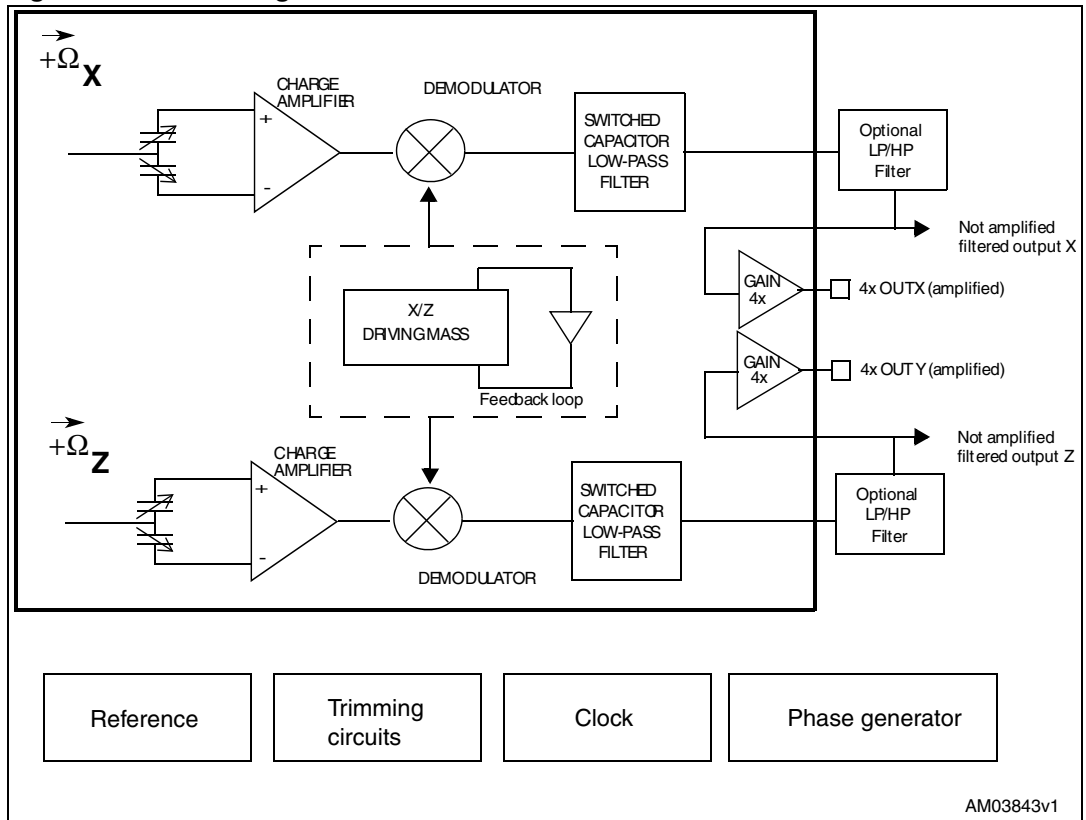 +Ω X
CHARGE
AMPLIFIER
+
-
DEMODULATOR
SWITCHED
CAPACITOR
LOW-PASS
FILTER
Optional
LP/HP
Filter
Not amplified
filtered output X
GAIN
4x
4x OUTX (amplified)
X/Z
DRIVING MASS
Feedback loop
GAIN
4x
4x OUTY (amplified)
Not amplified
filtered output Z
+Ω Z
CHARGE
AMPLIFIER
+
-
DEMODULATOR
SWITCHED
CAPACITOR
LOW-PASS
FILTER
Optional
LP/HP
Filter
Reference
Trimming
circuits
Clock
Phase generator
AM03843v1